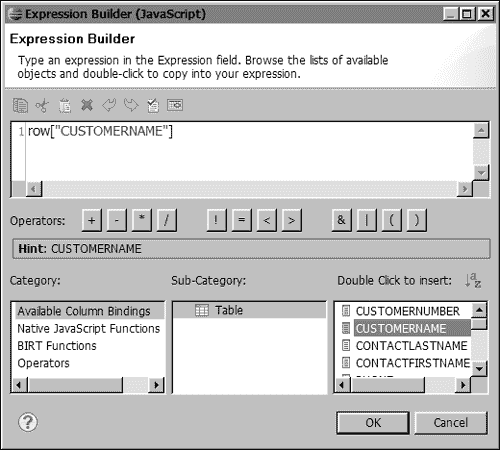 Expression Builder (JavaScript)
Expression Builder
Type an expression in the Expression field. Browse the lists of available
objects and double-click to copy into your expression.
1 row["CUSTOMERNAME"]
Operators: + - * / ! = < > & | ( )
Hint: CUSTOMERNAME
Category: Sub-Category: Double Click to insert:
Available Column Bindings Table CUSTOMERNUMBER
Native JavaScript Functions CUSTOMERNAME
BIRT Functions CONTACTLASTNAME
Operators CONTACTFIRSTNAME
OK Cancel